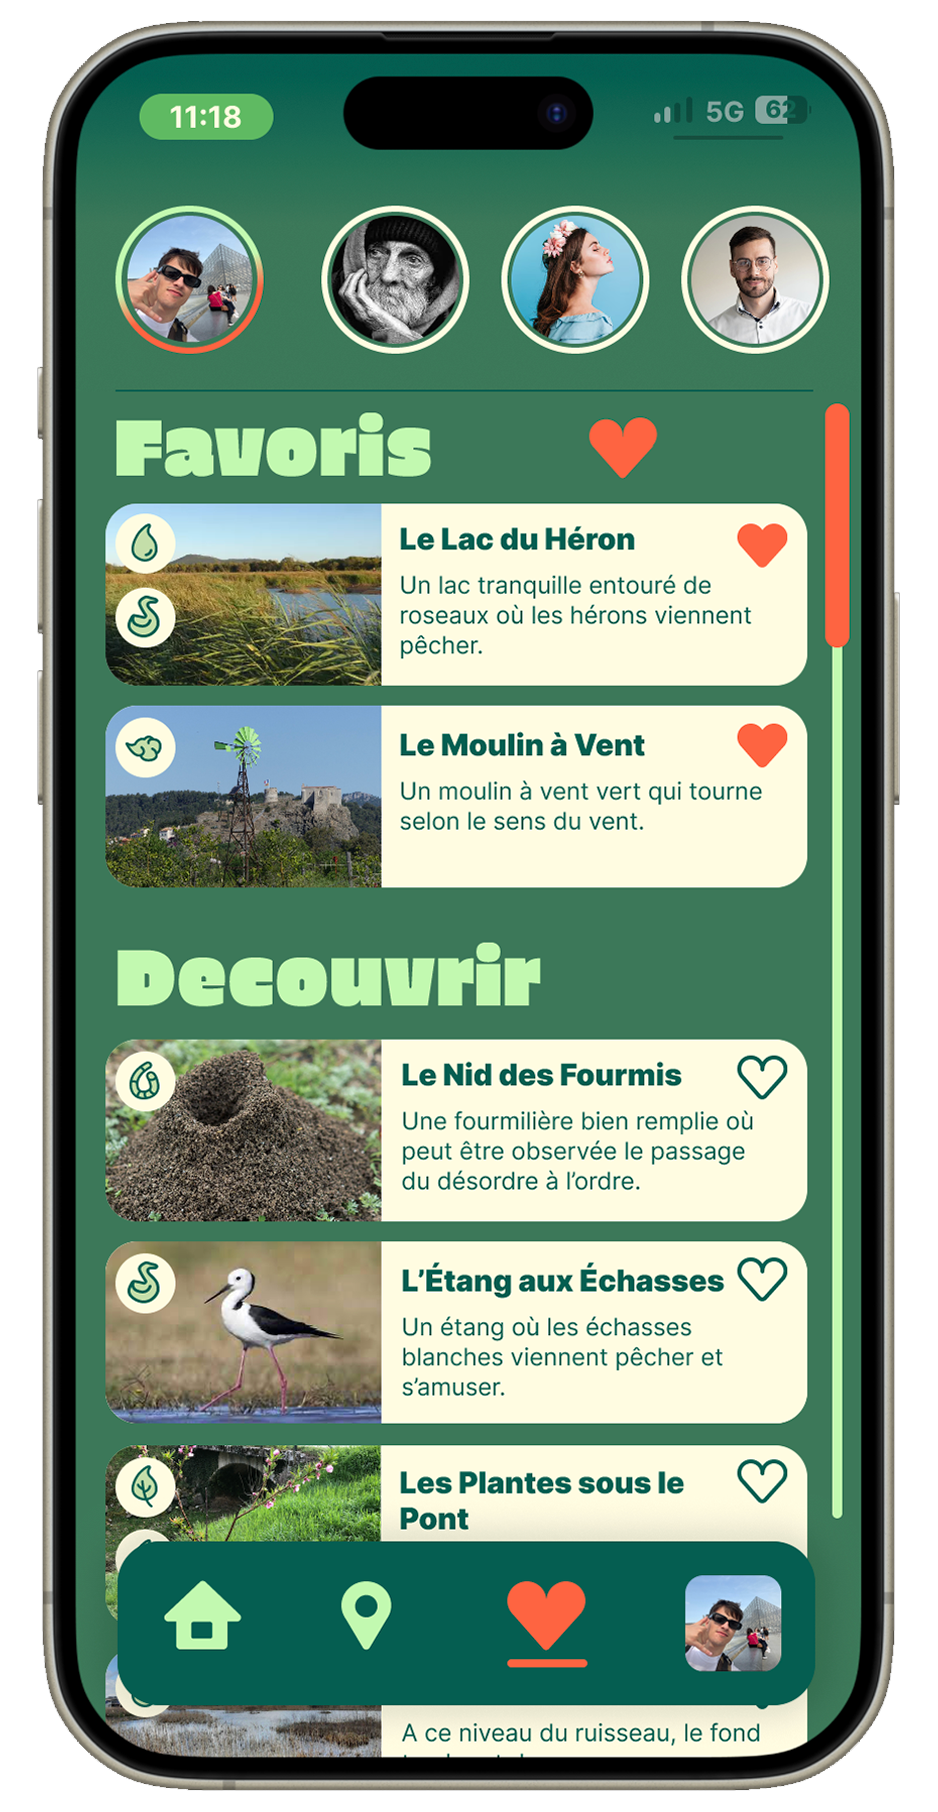 11:18
5G
62
Favoris
Le Lac du Héron
Un lac tranquille entouré de
roseaux où les hérons viennent
pêcher.
Le Moulin à Vent
Un moulin à vent vert qui tourne
selon le sens du vent.
Decouvrir
Le Nid des Fourmis
Une fourmilière bien remplie où
peut être observée le passage
du désordre à l’ordre.
L’Étang aux Échasses
Un étang où les échasses
blanches viennent pêcher et
s’amuser.
Les Plantes sous le
Pont
A ce niveau du ruisseau, le fond